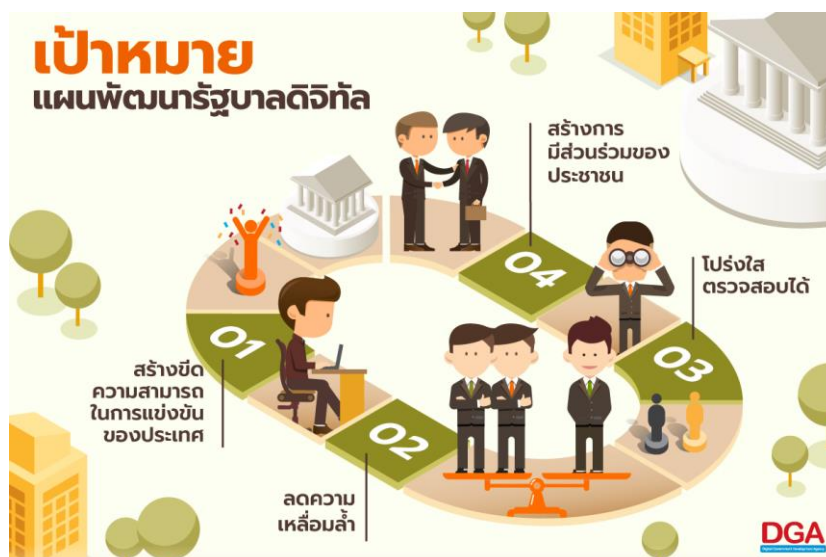 เป้าหมาย
แผนพัฒนารัฐบาลดิจิทัล
01
สร้างขีด
ความสามารถ
ในการแข่งขัน
ของประเทศ
02
ลดความ
เหลื่อมล้ำ
03
โปร่งใส
ตรวจสอบได้
04
สร้างการ
มีส่วนร่วมของ
ประชาชน
DGA
Digital Government Development Agency